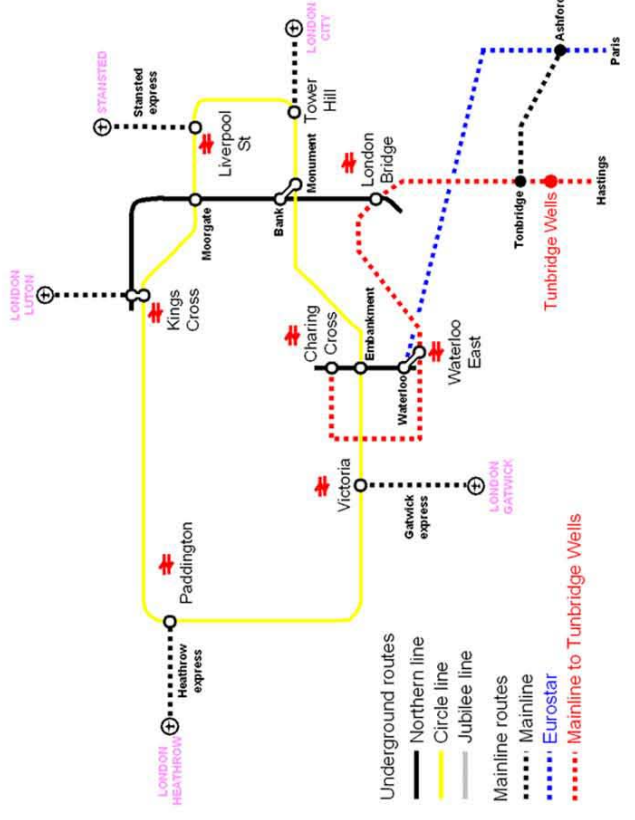 LONDON
LUTON
STANSTED
Stansted
express
LONDON
CITY
Liverpool
St
Tower
Hill
Moorgate
Bank
Monument
London
Bridge
Kings
Cross
Paddington
Heathrow
express
LONDON
HEATHROW
Charing
Cross
Embankment
Waterloo
Waterloo
East
Victoria
Gatwick
express
LONDON
GATWICK
Tonbridge
Tunbridge Wells
Hastings
Ashford
Paris
Underground routes
Northern line
Circle line
Jubilee line
Mainline routes
Mainline
Eurostar
Mainline to Tunbridge Wells